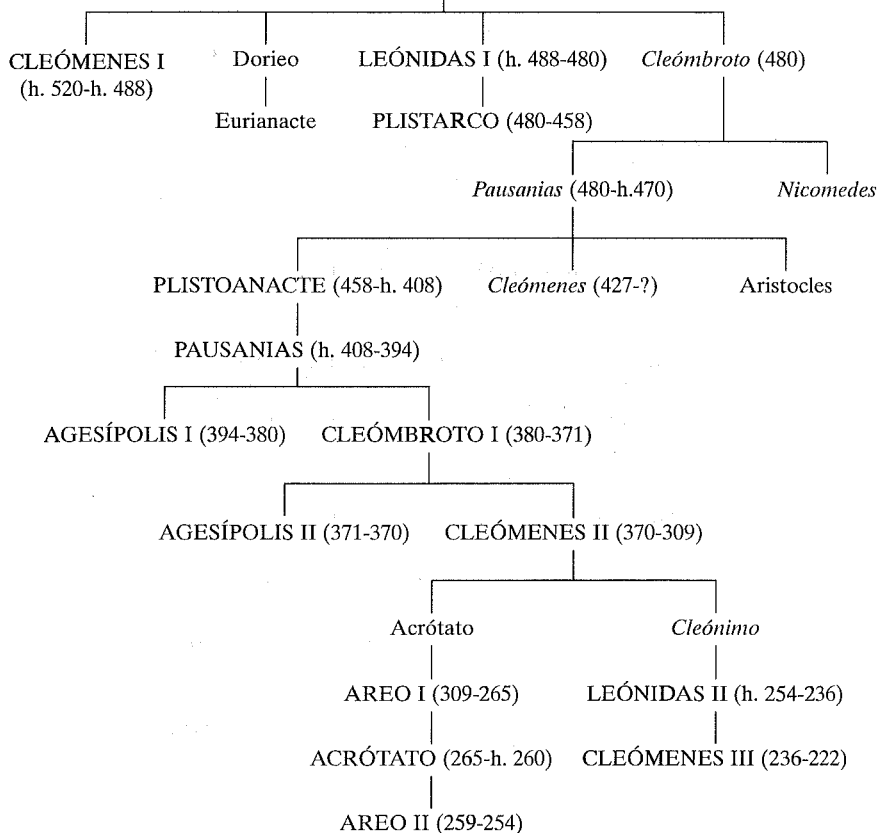 CLEÓMENES I Dorieo LEÓNIDAS I (h. 488-480) Cleómbroto (480)
(h. 520-h. 488)
Eurianacte PLISTARCO (480-458)
Pausanias (480-h.470) Nicomedes
PLISTOANACTE (458-h. 408) Cleómenes (427-?) Aristocles
PAUSANIAS (h. 408-394)
AGESÍPOLIS I (394-380) CLEÓMBROTO I (380-371)
AGESÍPOLIS II (371-370) CLEÓMENES II (370-309)
Acrótato Cleónimo
AREO I (309-265) LEÓNIDAS II (h. 254-236)
ACRÓTATO (265-h. 260) CLEÓMENES III (236-222)
AREO II (259-254)